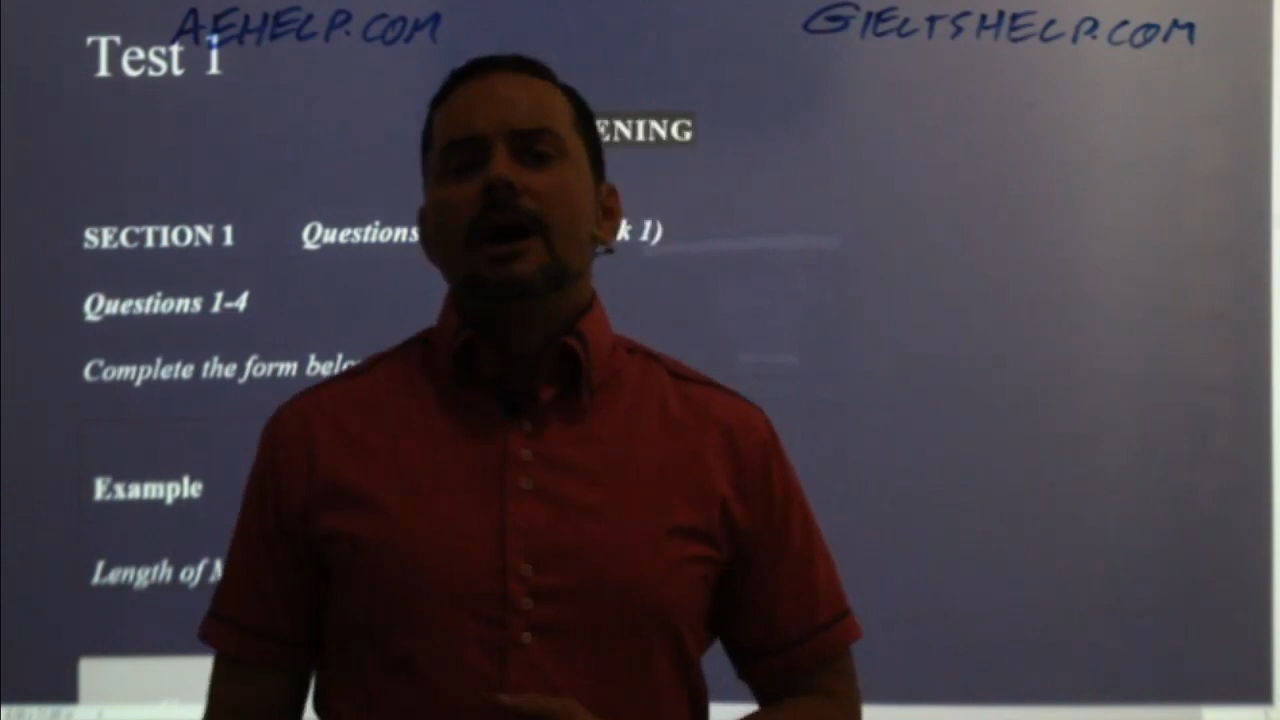 AEHELP.COM GIELTSHELP.COM
Test 1
ENING
SECTION 1 Questions k 1)
Questions 1-4
Complete the form belo
Example
Length of M